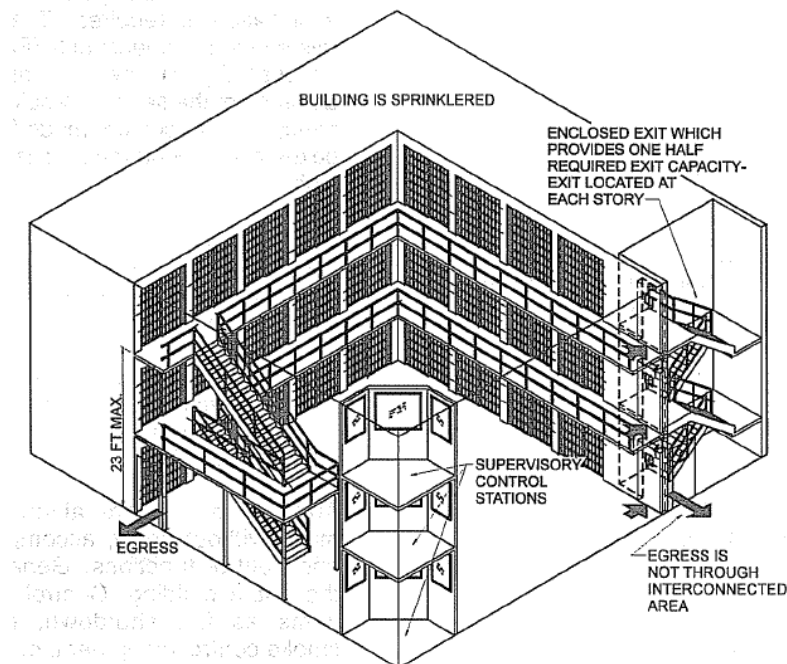 BUILDING IS SPRINKLERED
ENCLOSED EXIT WHICH
PROVIDES ONE HALF
REQUIRED EXIT CAPACITY-
EXIT LOCATED AT
EACH STORY
23 FT MAX.
SUPERVISORY
CONTROL
STATIONS
EGRESS
EGRESS IS
NOT THROUGH
INTERCONNECTED
AREA